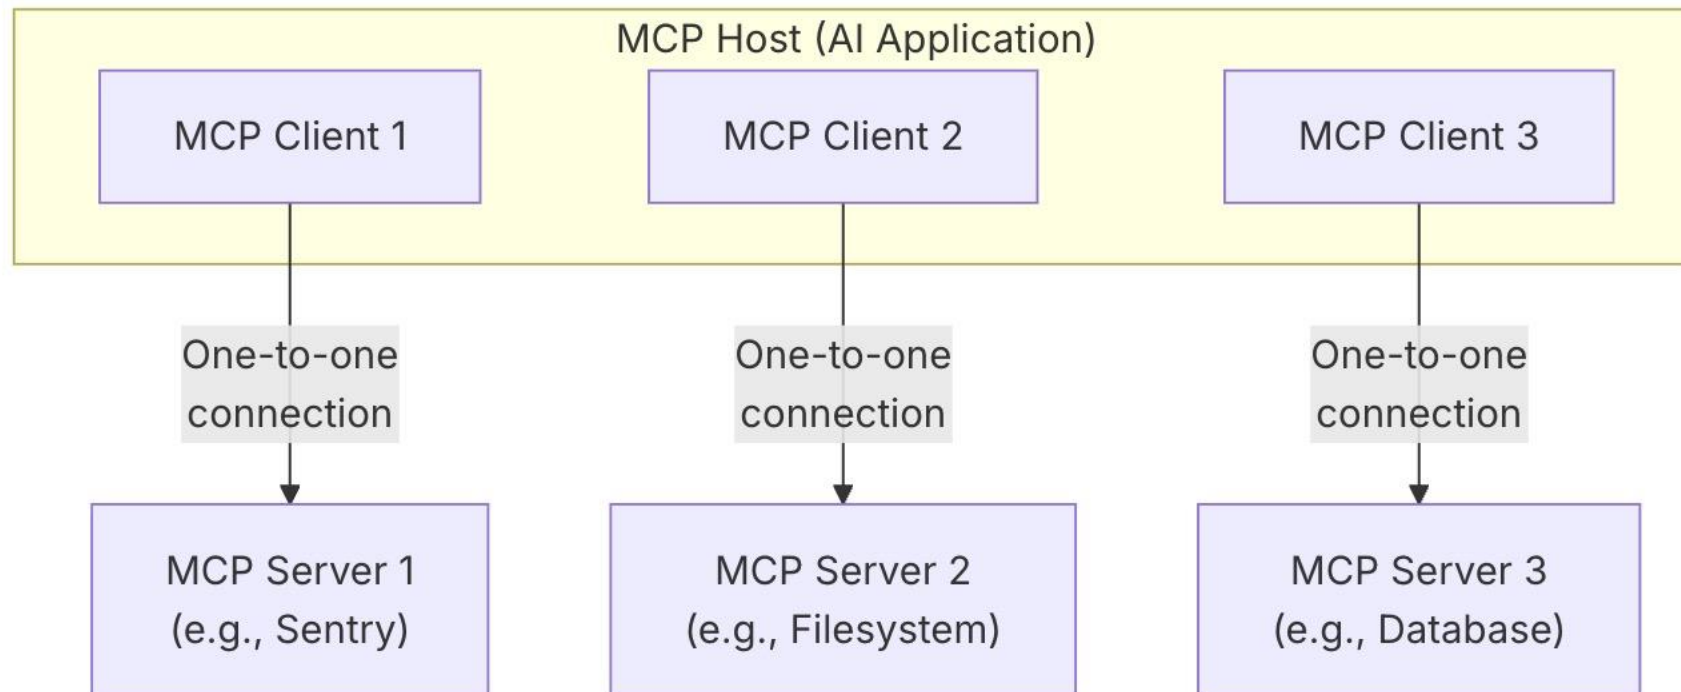 MCP Host (AI Application)
MCP Client 1
MCP Client 2
MCP Client 3
One-to-one
connection
One-to-one
connection
One-to-one
connection
MCP Server 1
(e.g., Sentry)
MCP Server 2
(e.g., Filesystem)
MCP Server 3
(e.g., Database)